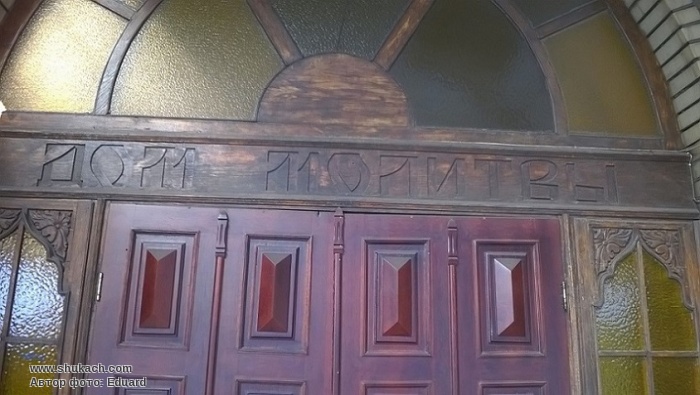 ДОМ МОЛИТВЫ
www.shukach.com
Автор фото: Eduard